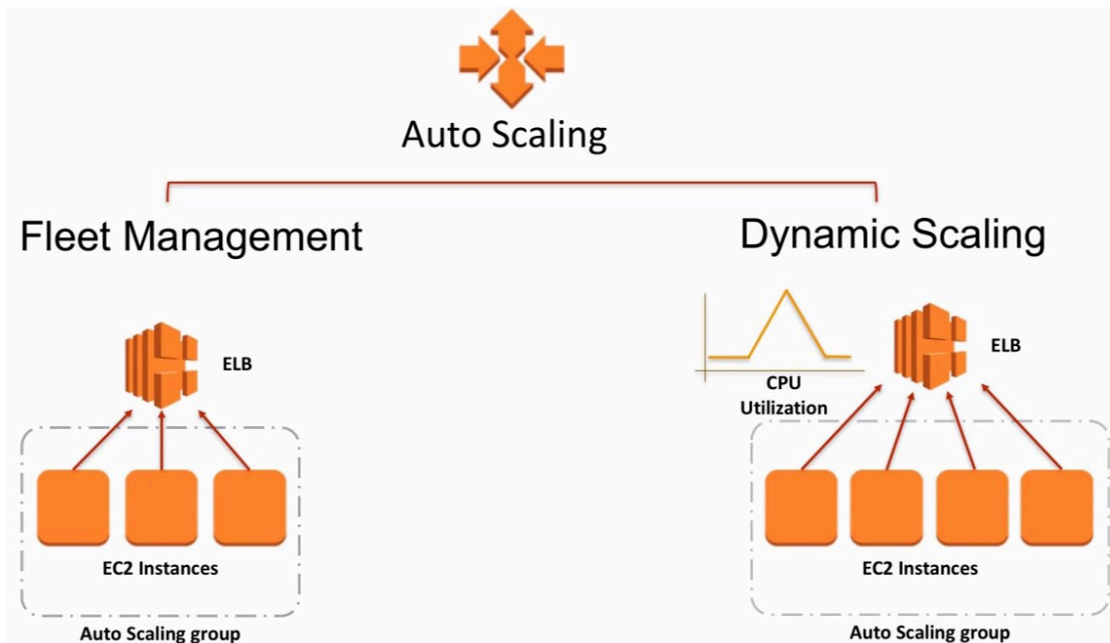 Auto Scaling
Fleet Management
Dynamic Scaling
ELB
EC2 Instances
Auto Scaling group
CPU
Utilization
ELB
EC2 Instances
Auto Scaling group